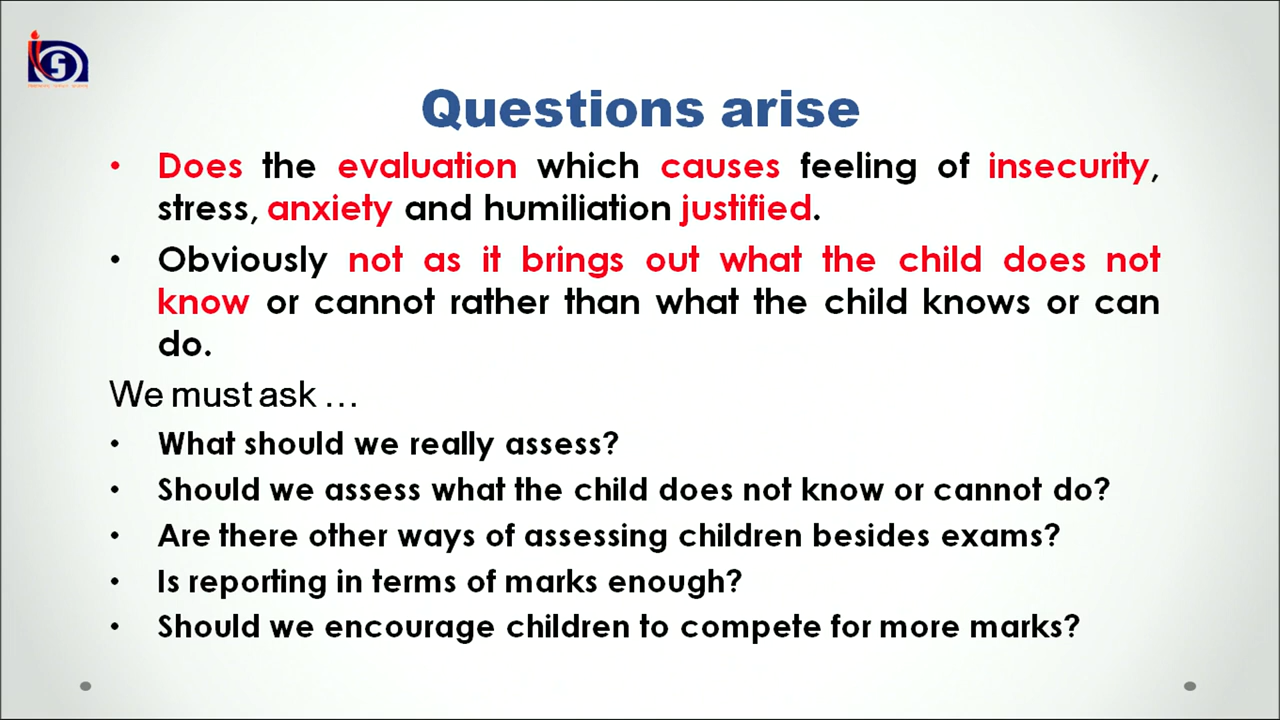 Questions arise
• Does the evaluation which causes feeling of insecurity,
stress, anxiety and humiliation justified.
• Obviously not as it brings out what the child does not
know or cannot rather than what the child knows or can
do.
We must ask …
• What should we really assess?
• Should we assess what the child does not know or cannot do?
• Are there other ways of assessing children besides exams?
• Is reporting in terms of marks enough?
• Should we encourage children to compete for more marks?